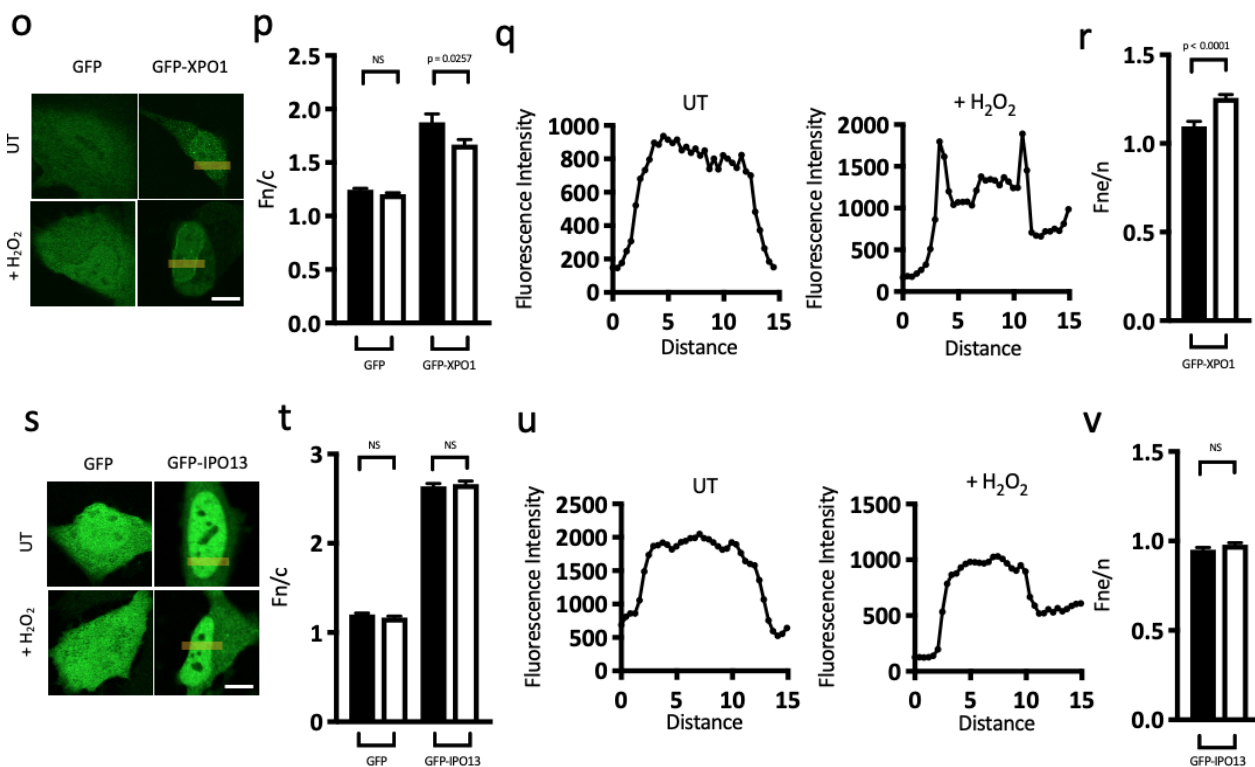 o
GFP
GFP-XPO1
UT
+ H₂O₂
p
Fn/c
2.5
2.0
1.5
1.0
0.5
0.0
NS
p = 0.0257
GFP
GFP-XPO1
q
UT
Fluorescence Intensity
1000
800
600
400
200
0
0 5 10 15
Distance
+ H₂O₂
Fluorescence Intensity
2000
1500
1000
500
0
0 5 10 15
Distance
r
Fne/n
1.5
1.0
0.5
0.0
p < 0.0001
GFP-XPO1
s
GFP
GFP-IPO13
UT
+ H₂O₂
t
Fn/c
3
2
1
0
NS
NS
GFP
GFP-IPO13
u
UT
Fluorescence Intensity
2500
2000
1500
1000
500
0
0 5 10 15
Distance
+ H₂O₂
Fluorescence Intensity
1500
1000
500
0
0 5 10 15
Distance
v
Fne/n
1.5
1.0
0.5
0.0
NS
GFP-IPO13